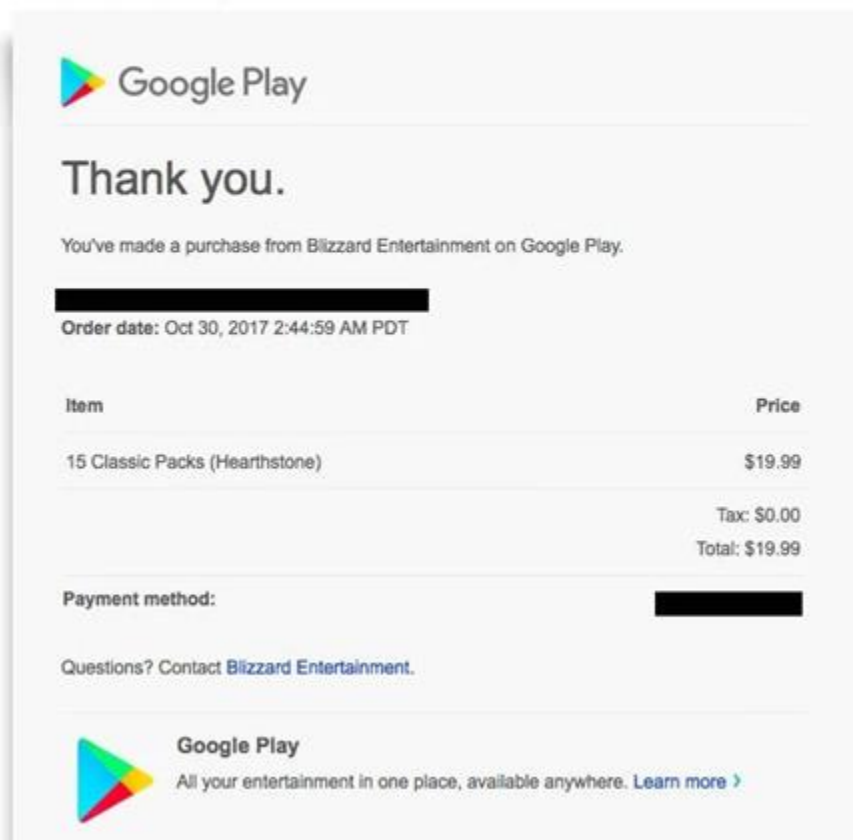 Google Play
Thank you.
You've made a purchase from Blizzard Entertainment on Google Play.
Order date: Oct 30, 2017 2:44:59 AM PDT
Item Price
15 Classic Packs (Hearthstone) $19.99
Tax: $0.00
Total: $19.99
Payment method:
Questions? Contact Blizzard Entertainment.
Google Play
All your entertainment in one place, available anywhere. Learn more ›